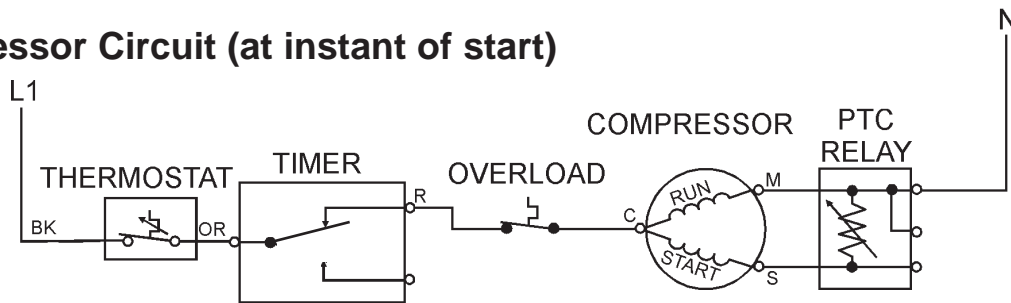 essor Circuit (at instant of start)
N
L1
COMPRESSOR
PTC
RELAY
THERMOSTAT
TIMER
OVERLOAD
BK
OR
R
C
RUN
START
M
S